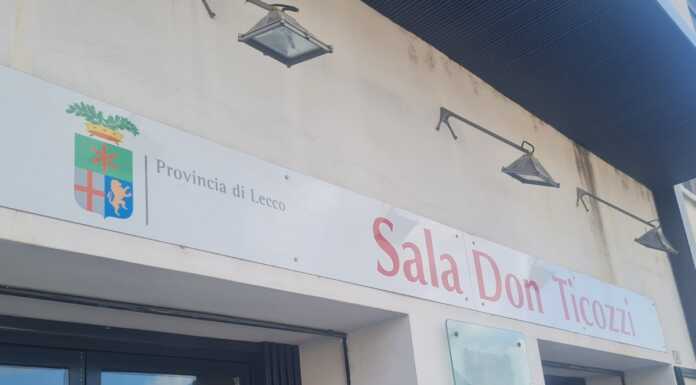 Provincia di Lecco
Sala Don Ticozzi